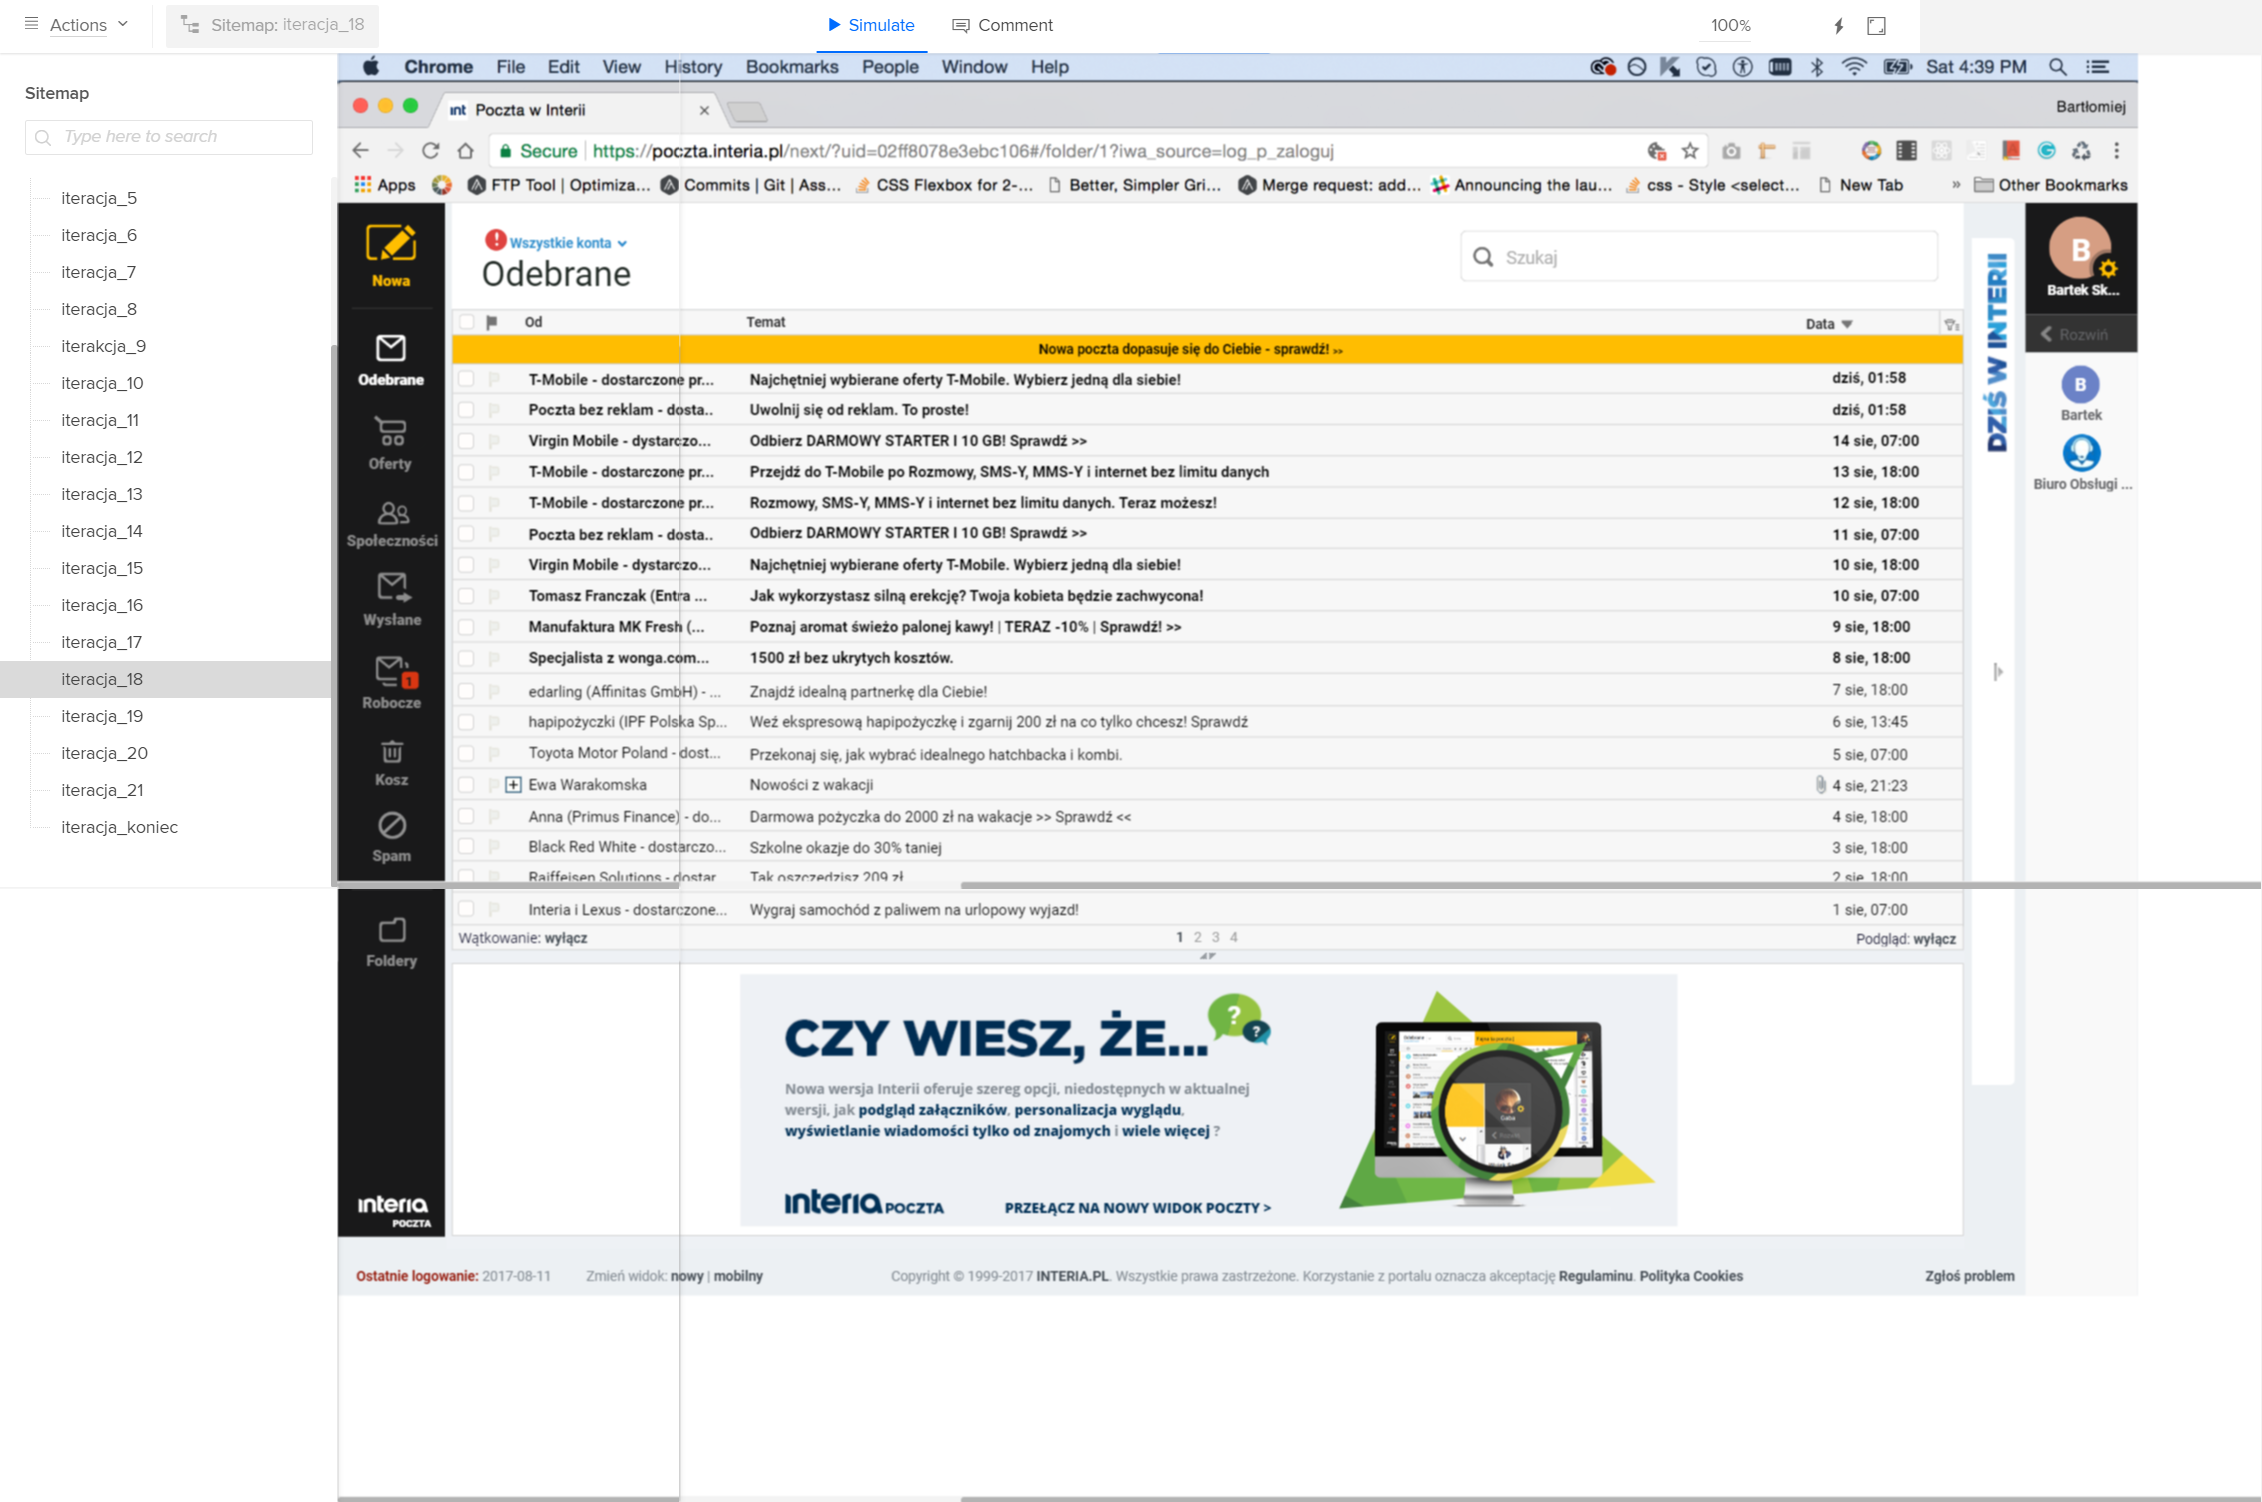 Actions
Sitemap: iteracja_18
Simulate
Comment
100%
Sitemap
Type here to search
iteracja_5
iteracja_6
iteracja_7
iteracja_8
iterakcja_9
iteracja_10
iteracja_11
iteracja_12
iteracja_13
iteracja_14
iteracja_15
iteracja_16
iteracja_17
iteracja_18
iteracja_19
iteracja_20
iteracja_21
iteracja_koniec
Chrome File Edit View History Bookmarks People Window Help
Sat 4:39 PM
int Poczta w Interii
Bartłomiej
Secure https://poczta.interia.pl/next/?uid=02ff8078e3ebc106#/folder/1?iwa_source=log_p_zaloguj
Apps FTP Tool | Optimiza... Commits | Git | Ass... CSS Flexbox for 2-... Better, Simpler Gri... Merge request: add... Announcing the lau... css - Style <select... New Tab » Other Bookmarks
Nowa
Odebrane
Oferty
Społeczności
Wysłane
1
Robocze
Kosz
Spam
Foldery
interia
POCZTA
Wszystkie konta
Odebrane
Szukaj
Od Temat Data
Nowa poczta dopasuje się do Ciebie - sprawdź! >>
T-Mobile - dostarczone pr... Najchętniej wybierane oferty T-Mobile. Wybierz jedną dla siebie! dziś, 01:58
Poczta bez reklam - dosta.. Uwolnij się od reklam. To proste! dziś, 01:58
Virgin Mobile - dystarczo... Odbierz DARMOWY STARTER I 10 GB! Sprawdź >> 14 sie, 07:00
T-Mobile - dostarczone pr... Przejdź do T-Mobile po Rozmowy, SMS-Y, MMS-Y i internet bez limitu danych 13 sie, 18:00
T-Mobile - dostarczone pr... Rozmowy, SMS-Y, MMS-Y i internet bez limitu danych. Teraz możesz! 12 sie, 18:00
Poczta bez reklam - dosta.. Odbierz DARMOWY STARTER I 10 GB! Sprawdź >> 11 sie, 07:00
Virgin Mobile - dystarczo... Najchętniej wybierane oferty T-Mobile. Wybierz jedną dla siebie! 10 sie, 18:00
Tomasz Franczak (Entra ... Jak wykorzystasz silną erekcję? Twoja kobieta będzie zachwycona! 10 sie, 07:00
Manufaktura MK Fresh (... Poznaj aromat świeżo palonej kawy! | TERAZ -10% | Sprawdź! >> 9 sie, 18:00
Specjalista z wonga.com... 1500 zł bez ukrytych kosztów. 8 sie, 18:00
edarling (Affinitas GmbH) - ... Znajdź idealną partnerkę dla Ciebie! 7 sie, 18:00
hapipożyczki (IPF Polska Sp... Weź ekspresową hapipożyczkę i zgarnij 200 zł na co tylko chcesz! Sprawdź 6 sie, 13:45
Toyota Motor Poland - dost... Przekonaj się, jak wybrać idealnego hatchbacka i kombi. 5 sie, 07:00
Ewa Warakomska Nowości z wakacji 4 sie, 21:23
Anna (Primus Finance) - do... Darmowa pożyczka do 2000 zł na wakacje >> Sprawdź << 4 sie, 18:00
Black Red White - dostarczo... Szkolne okazje do 30% taniej 3 sie, 18:00
Raiffeisen Solutions - dostar Tak oszczędzisz 209 zł 2 sie, 18:00
Interia i Lexus - dostarczone... Wygraj samochód z paliwem na urlopowy wyjazd! 1 sie, 07:00
Wątkowanie: wyłącz 1 2 3 4 Podgląd: wyłącz
DZIŚ W INTERII
B
Bartek Sk...
Rozwiń
B
Bartek
Biuro Obsługi ...
CZY WIESZ, ŻE...
? ?
Nowa wersja Interii oferuje szereg opcji, niedostępnych w aktualnej
wersji, jak podgląd załączników, personalizacja wyglądu,
wyświetlanie wiadomości tylko od znajomych i wiele więcej ?
interia POCZTA PRZEŁĄCZ NA NOWY WIDOK POCZTY >
Ostatnie logowanie: 2017-08-11 Zmień widok: nowy | mobilny Copyright © 1999-2017 INTERIA.PL. Wszystkie prawa zastrzeżone. Korzystanie z portalu oznacza akceptację Regulaminu. Polityka Cookies Zgłoś problem